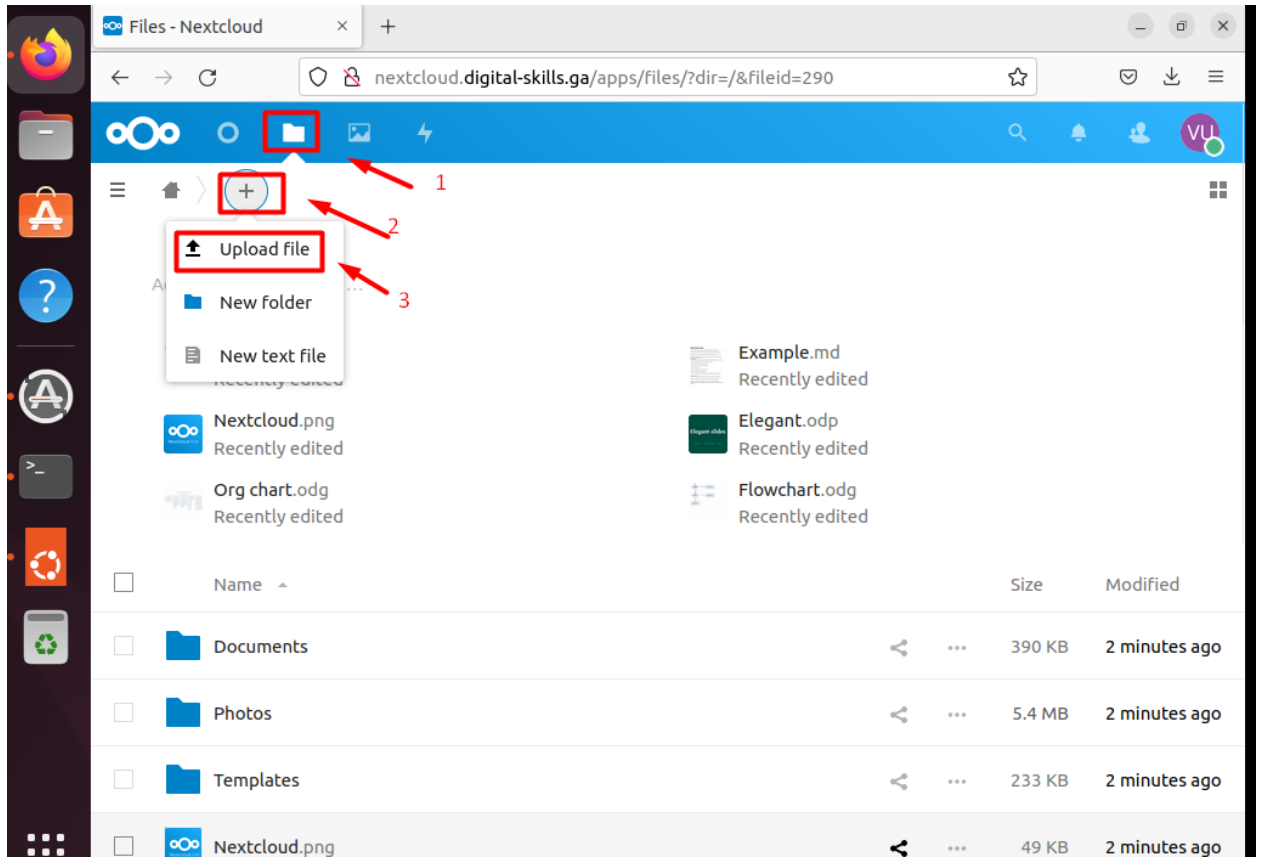 Files - Nextcloud
nextcloud.digital-skills.ga/apps/files/?dir=/&fileid=290
VU
1
2
Upload file
3
New folder
New text file
Recently edited
Example.md
Recently edited
Nextcloud.png
Recently edited
Elegant.odp
Recently edited
Org chart.odg
Recently edited
Flowchart.odg
Recently edited
Name Size Modified
Documents 390 KB 2 minutes ago
Photos 5.4 MB 2 minutes ago
Templates 233 KB 2 minutes ago
Nextcloud.png 49 KB 2 minutes ago